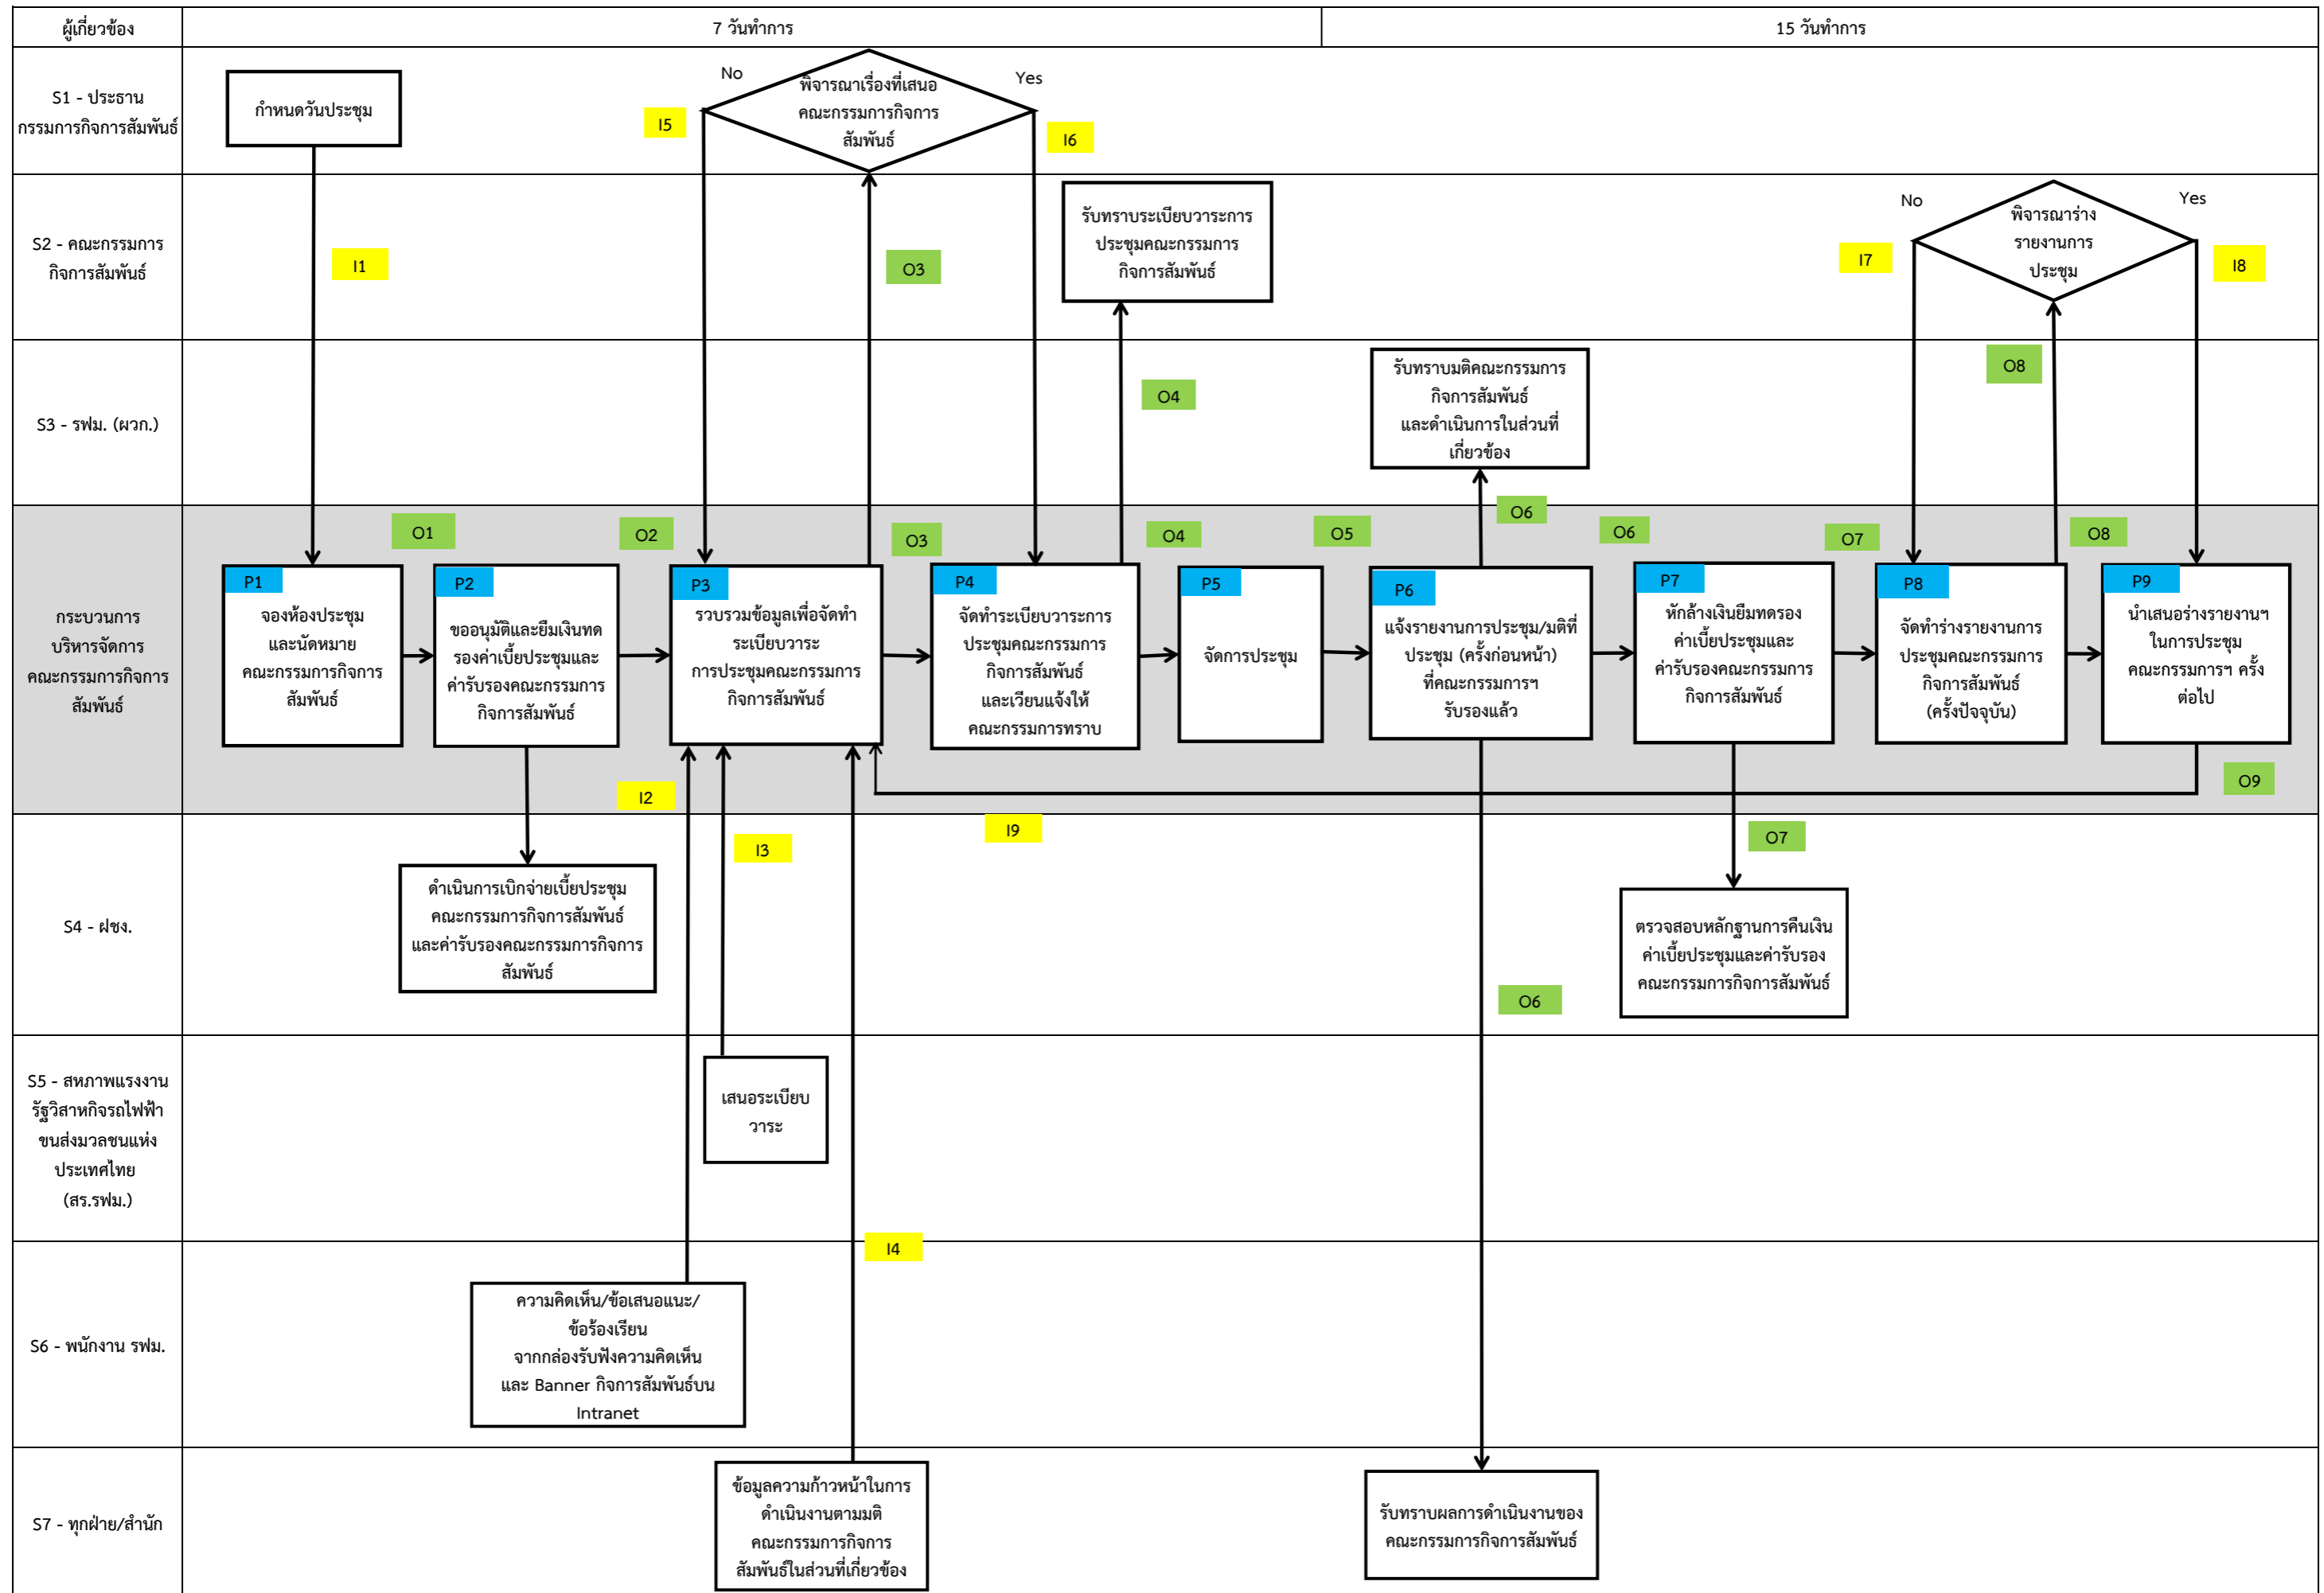 ผู้เกี่ยวข้อง
7 วันทำการ
15 วันทำการ
S1 - ประธาน
กรรมการกิจการสัมพันธ์
กำหนดวันประชุม
No
พิจารณาเรื่องที่เสนอ
คณะกรรมการกิจการ
สัมพันธ์
Yes
I5
I6
S2 - คณะกรรมการ
กิจการสัมพันธ์
I1
O3
รับทราบระเบียบวาระการ
ประชุมคณะกรรมการ
กิจการสัมพันธ์
No
พิจารณาร่าง
รายงานการ
ประชุม
Yes
I7
I8
S3 - รฟม. (ผวก.)
O4
รับทราบมติคณะกรรมการ
กิจการสัมพันธ์
และดำเนินการในส่วนที่
เกี่ยวข้อง
O8
กระบวนการ
บริหารจัดการ
คณะกรรมการกิจการ
สัมพันธ์
O1
O2
O3
O4
O5
O6
O6
O7
O8
P1
จองห้องประชุม
และนัดหมาย
คณะกรรมการกิจการ
สัมพันธ์
P2
ขออนุมัติและยืมเงินทด
รองค่าเบี้ยประชุมและ
ค่ารับรองคณะกรรมการ
กิจการสัมพันธ์
P3
รวบรวมข้อมูลเพื่อจัดทำ
ระเบียบวาระ
การประชุมคณะกรรมการ
กิจการสัมพันธ์
P4
จัดทำระเบียบวาระการ
ประชุมคณะกรรมการ
กิจการสัมพันธ์
และเวียนแจ้งให้
คณะกรรมการทราบ
P5
จัดการประชุม
P6
แจ้งรายงานการประชุม/มติที่
ประชุม (ครั้งก่อนหน้า)
ที่คณะกรรมการฯ
รับรองแล้ว
P7
หักล้างเงินยืมทดรอง
ค่าเบี้ยประชุมและ
ค่ารับรองคณะกรรมการ
กิจการสัมพันธ์
P8
จัดทำร่างรายงานการ
ประชุมคณะกรรมการ
กิจการสัมพันธ์
(ครั้งปัจจุบัน)
P9
นำเสนอร่างรายงานฯ
ในการประชุม
คณะกรรมการฯ ครั้ง
ต่อไป
I2
O9
S4 - ฝชง.
I3
I9
O7
ดำเนินการเบิกจ่ายเบี้ยประชุม
คณะกรรมการกิจการสัมพันธ์
และค่ารับรองคณะกรรมการกิจการ
สัมพันธ์
ตรวจสอบหลักฐานการคืนเงิน
ค่าเบี้ยประชุมและค่ารับรอง
คณะกรรมการกิจการสัมพันธ์
O6
S5 - สหภาพแรงงาน
รัฐวิสาหกิจรถไฟฟ้า
ขนส่งมวลชนแห่ง
ประเทศไทย
(สร.รฟม.)
เสนอระเบียบ
วาระ
I4
S6 - พนักงาน รฟม.
ความคิดเห็น/ข้อเสนอแนะ/
ข้อร้องเรียน
จากกล่องรับฟังความคิดเห็น
และ Banner กิจการสัมพันธ์บน
Intranet
S7 - ทุกฝ่าย/สำนัก
ข้อมูลความก้าวหน้าในการ
ดำเนินงานตามมติ
คณะกรรมการกิจการ
สัมพันธ์ในส่วนที่เกี่ยวข้อง
รับทราบผลการดำเนินงานของ
คณะกรรมการกิจการสัมพันธ์